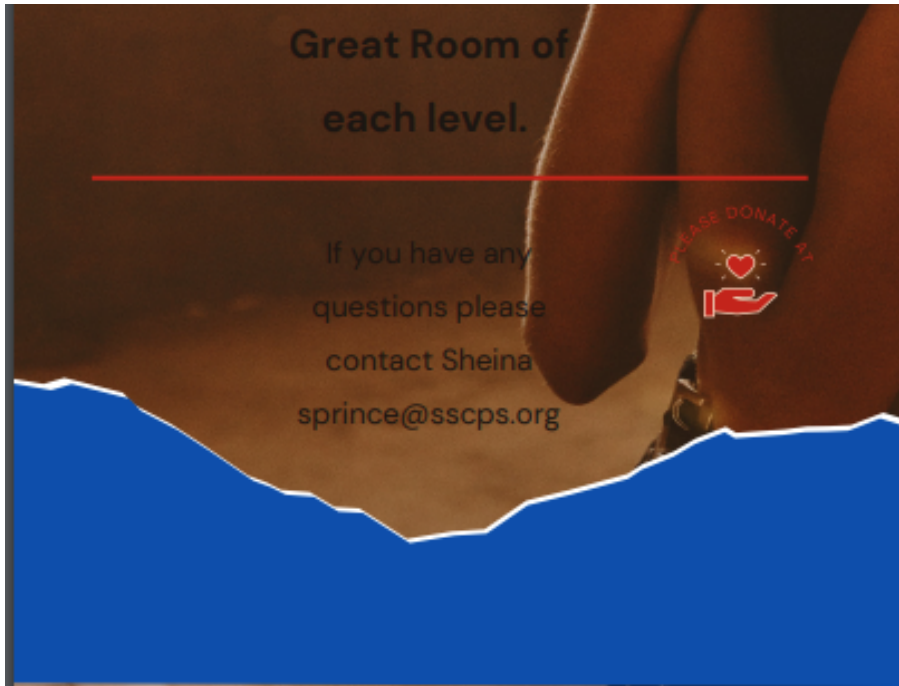 Great Room of
each level.
PLEASE DONATE AT
If you have any
questions please
contact Sheina
sprince@sscps.org